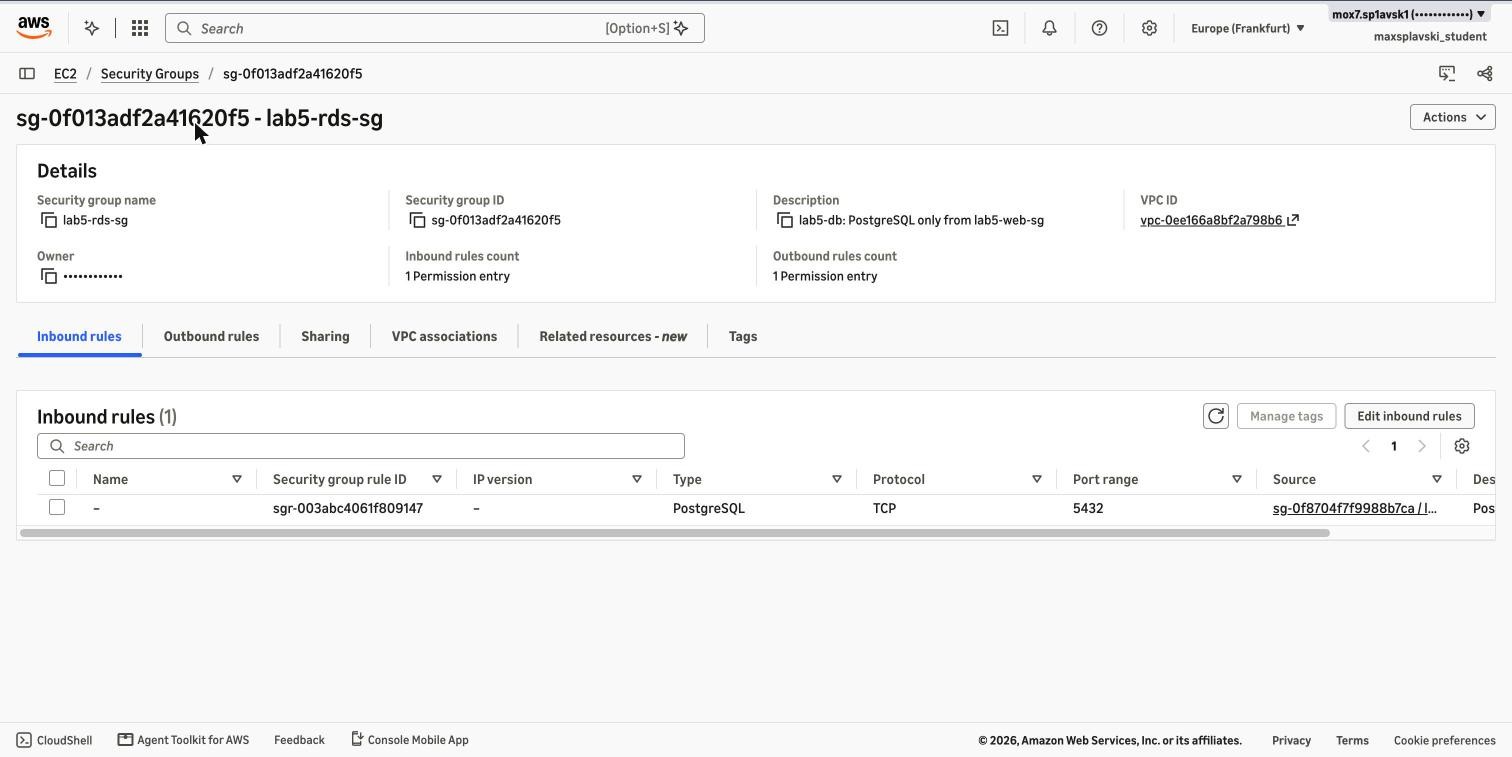 aws
Search [Option+S]
Europe (Frankfurt)
mox7.sp1avsk1 (············)
maxsplavski_student
EC2 / Security Groups / sg-0f013adf2a41620f5
sg-0f013adf2a41620f5 - lab5-rds-sg
Actions
Details
Security group name
lab5-rds-sg
Security group ID
sg-0f013adf2a41620f5
Description
lab5-db: PostgreSQL only from lab5-web-sg
VPC ID
vpc-0ee166a8bf2a798b6
Owner
············
Inbound rules count
1 Permission entry
Outbound rules count
1 Permission entry
Inbound rules Outbound rules Sharing VPC associations Related resources - new Tags
Inbound rules (1)
Manage tags Edit inbound rules
Search
1
Name Security group rule ID IP version Type Protocol Port range Source Des
– sgr-003abc4061f809147 – PostgreSQL TCP 5432 sg-0f8704f7f9988b7ca / l... Pos
CloudShell Agent Toolkit for AWS Feedback Console Mobile App
© 2026, Amazon Web Services, Inc. or its affiliates. Privacy Terms Cookie preferences